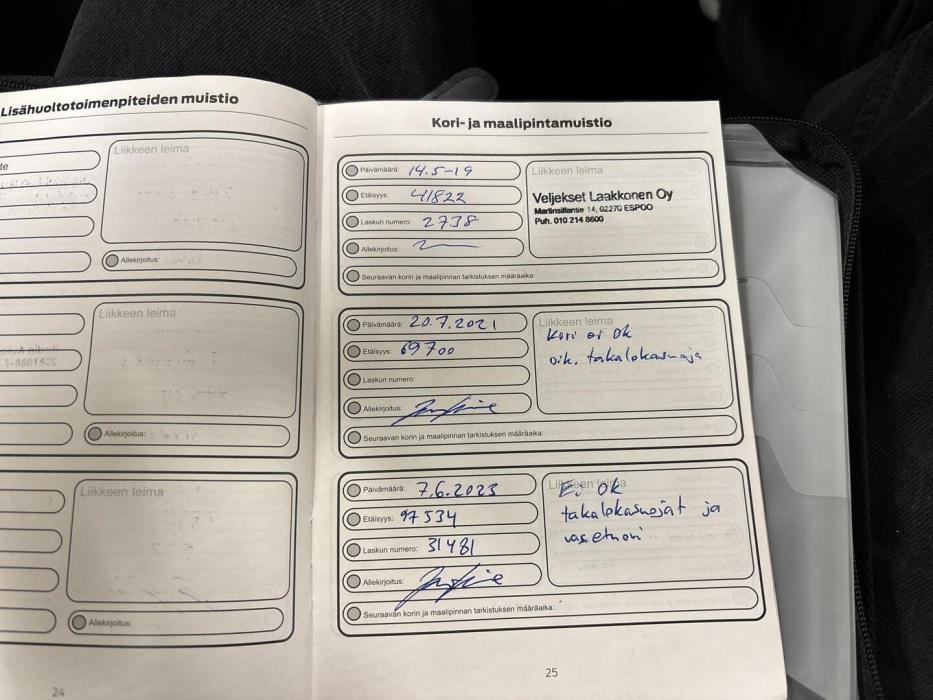 Lisähuoltotoimenpiteiden muistio
te
Liikkeen leima
Allekirjoitus:
Liikkeen leima
Allekirjoitus:
Liikkeen leima
Allekirjoitus:
24
Kori- ja maalipintamuistio
Päivämäärä: 14.5-19
Etäisyys: 41822
Laskun numero: 2738
Allekirjoitus:
Liikkeen leima
Veljekset Laakkonen Oy
Martinsillantie 14, 02270 ESPOO
Puh. 010 214 8600
Seuraavan korin ja maalipinnan tarkistuksen määräaika:
Päivämäärä: 20.7.2021
Etäisyys: 69700
Laskun numero:
Allekirjoitus:
Liikkeen leima
Kori ei ok
oik. takalokasuoja
Seuraavan korin ja maalipinnan tarkistuksen määräaika:
Päivämäärä: 7.6.2023
Etäisyys: 97534
Laskun numero: 31481
Allekirjoitus:
Liikkeen leima
Ei ok
takalokasuojat ja
vas etuovi
Seuraavan korin ja maalipinnan tarkistuksen määräaika:
25